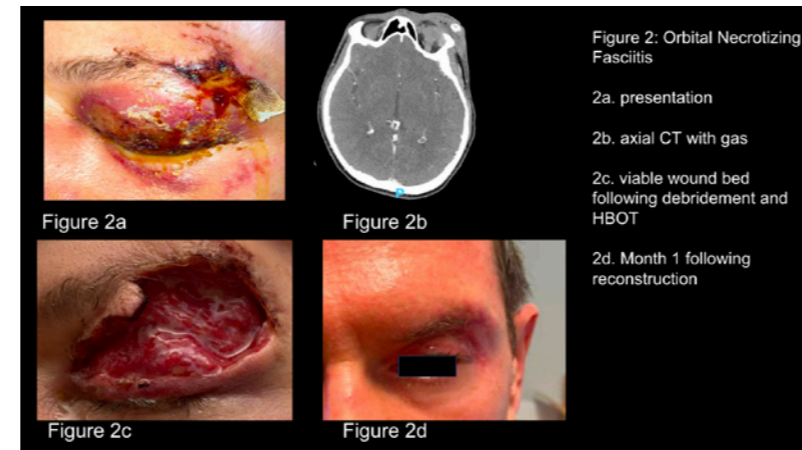 Figure 2: Orbital Necrotizing
Fasciitis
2a. presentation
2b. axial CT with gas
2c. viable wound bed
following debridement and
HBOT
2d. Month 1 following
reconstruction
Figure 2a
Figure 2b
Figure 2c
Figure 2d